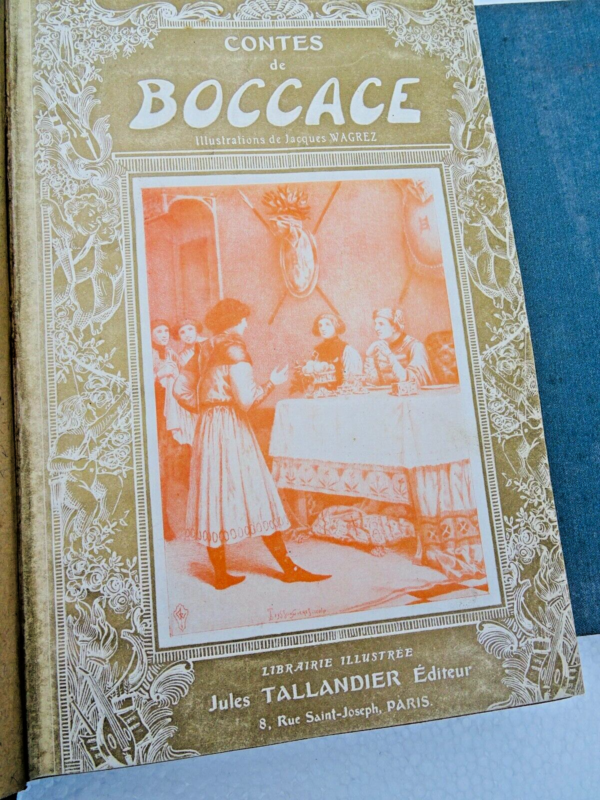 CONTES
de
BOCCACE
Illustrations de Jacques WAGREZ
LIBRAIRIE ILLUSTRÉE
Jules TALLANDIER Éditeur
8, Rue Saint-Joseph, PARIS.